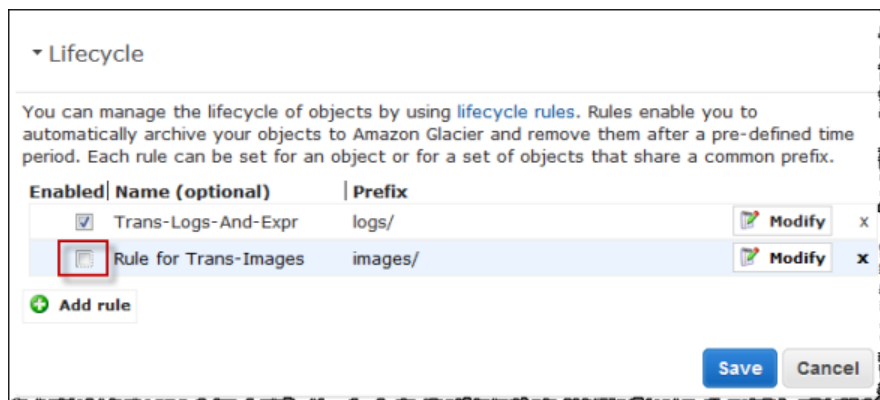 Lifecycle
You can manage the lifecycle of objects by using lifecycle rules. Rules enable you to
automatically archive your objects to Amazon Glacier and remove them after a pre-defined time
period. Each rule can be set for an object or for a set of objects that share a common prefix.
Enabled Name (optional) Prefix
Trans-Logs-And-Expr logs/ Modify x
Rule for Trans-Images images/ Modify x
Add rule
Save Cancel